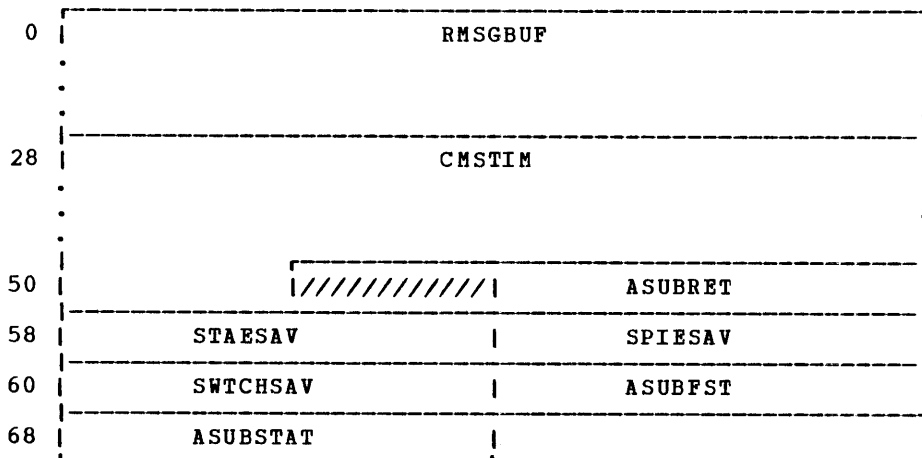 0 RMSGBUF
28 CMSTIM
50 //////////// ASUBRET
58 STAESAV SPIESAV
60 SWTCHSAV ASUBFST
68 ASUBSTAT